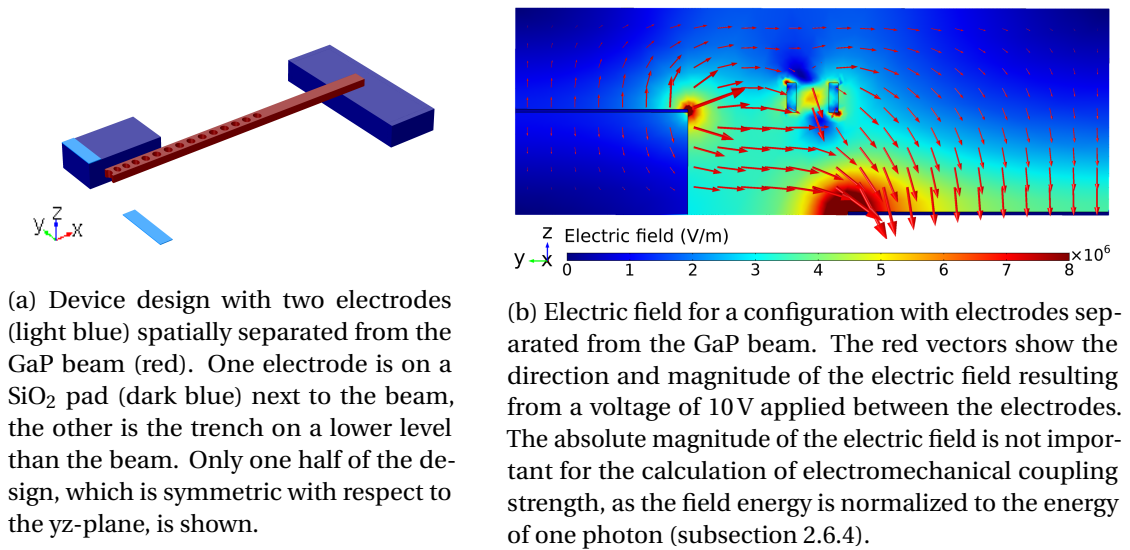 y
z
x
z
y
x
Electric field (V/m)
×10⁶
0 1 2 3 4 5 6 7 8
(a) Device design with two electrodes
(light blue) spatially separated from the
GaP beam (red). One electrode is on a
SiO₂ pad (dark blue) next to the beam,
the other is the trench on a lower level
than the beam. Only one half of the de-
sign, which is symmetric with respect to
the yz-plane, is shown.
(b) Electric field for a configuration with electrodes sep-
arated from the GaP beam. The red vectors show the
direction and magnitude of the electric field resulting
from a voltage of 10 V applied between the electrodes.
The absolute magnitude of the electric field is not impor-
tant for the calculation of electromechanical coupling
strength, as the field energy is normalized to the energy
of one photon (subsection 2.6.4).